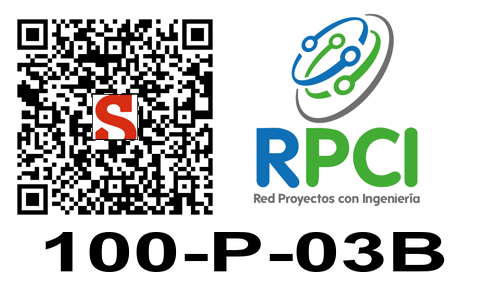 S
RPCI
Red Proyectos con Ingeniería
100-P-03B